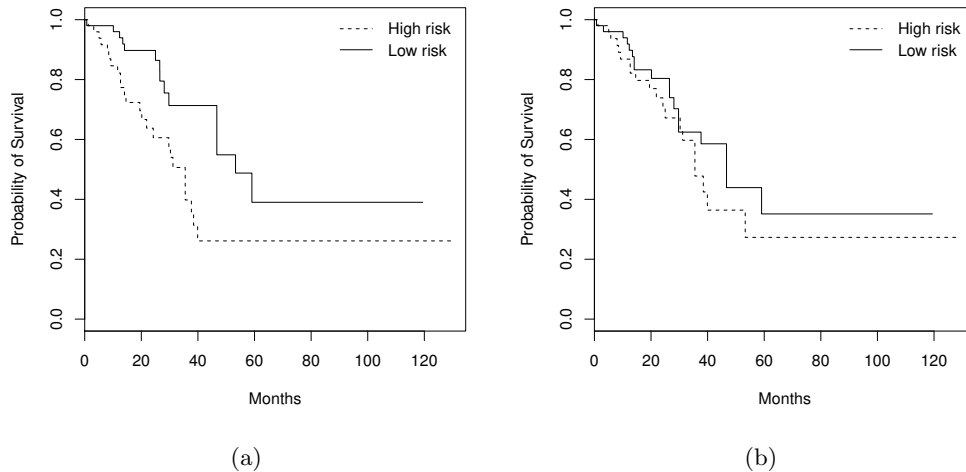 Probability of Survival
1.0
0.8
0.6
0.4
0.2
0.0
High risk
Low risk
0 20 40 60 80 100 120
Months
(a)
Probability of Survival
1.0
0.8
0.6
0.4
0.2
0.0
High risk
Low risk
0 20 40 60 80 100 120
Months
(b)